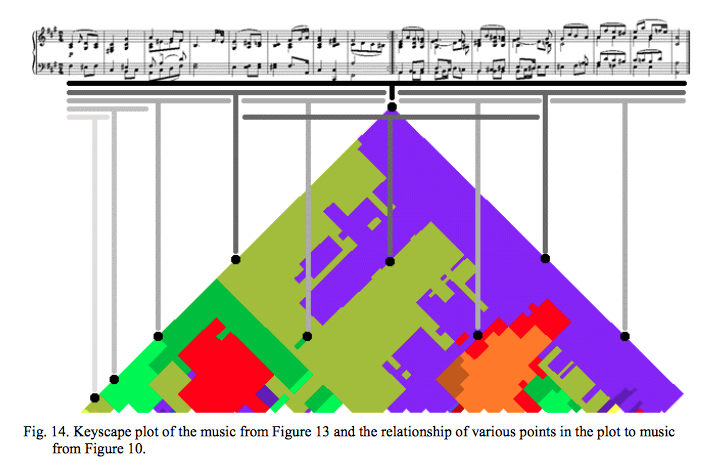 Fig. 14. Keyscape plot of the music from Figure 13 and the relationship of various points in the plot to music
from Figure 10.